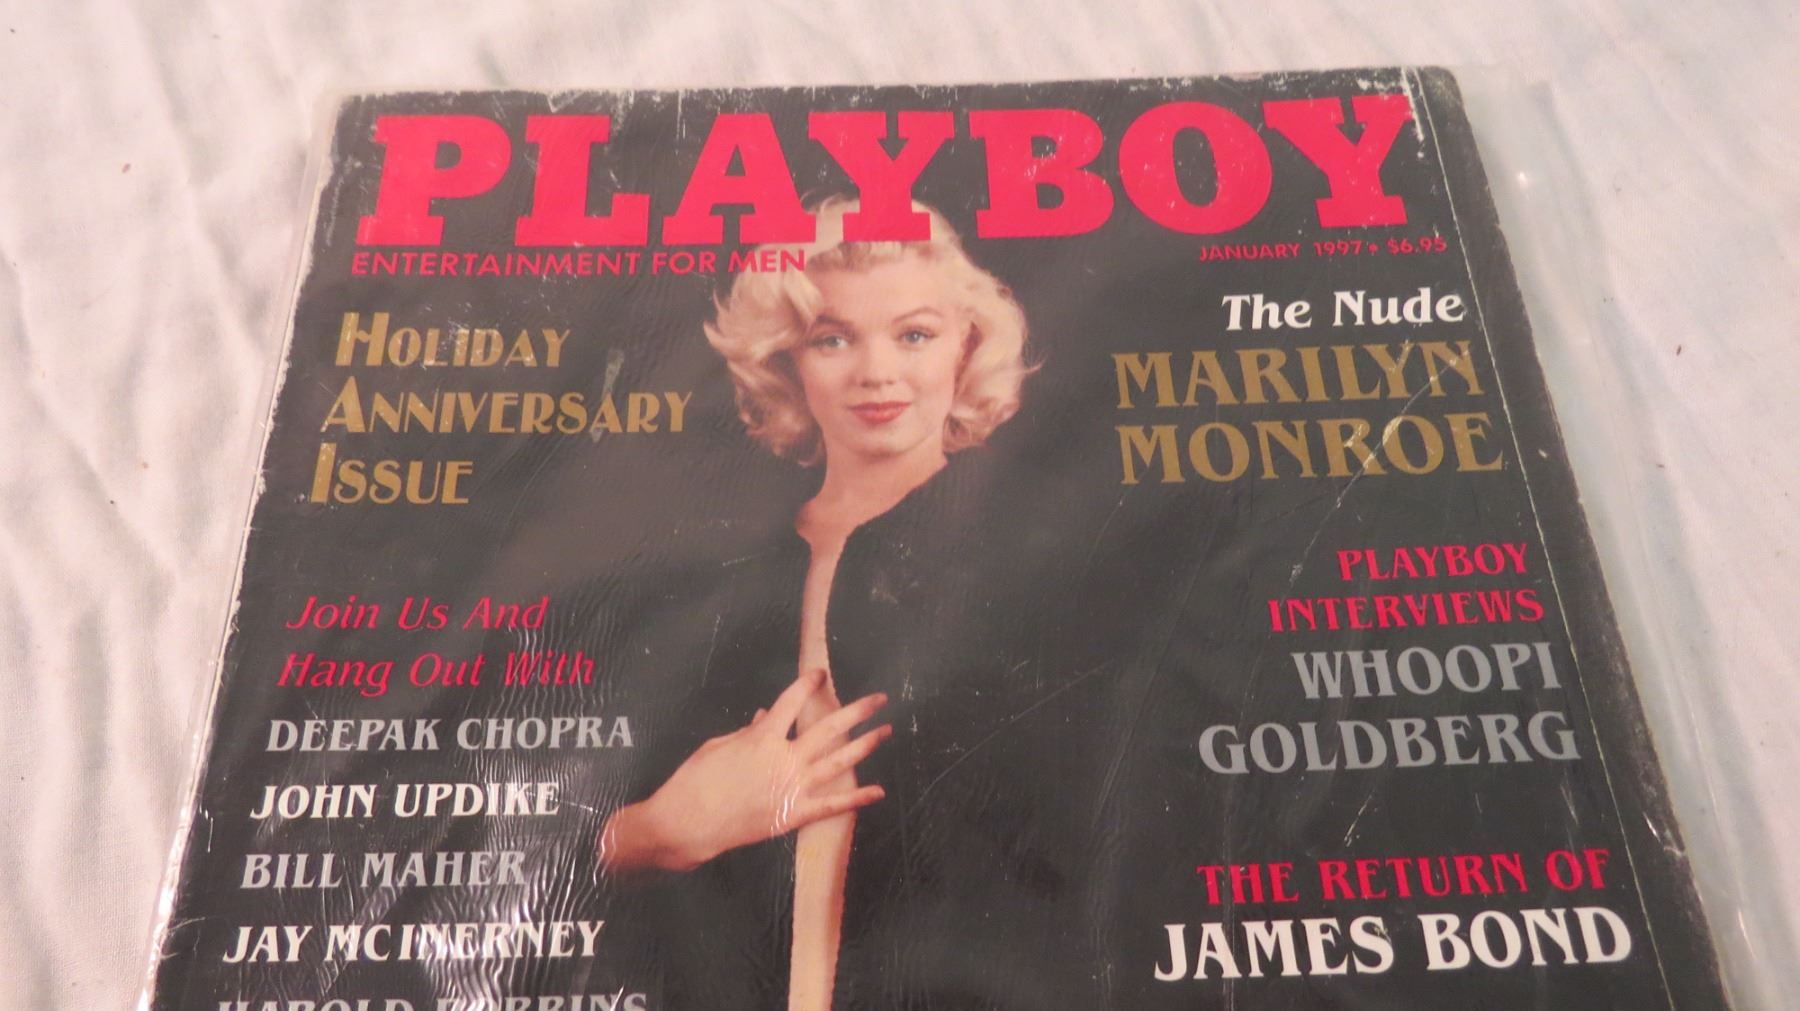 PLAYBOY
ENTERTAINMENT FOR MEN
JANUARY 1997 • $6.95
HOLIDAY
ANNIVERSARY
ISSUE
The Nude
MARILYN
MONROE
Join Us And
Hang Out With
DEEPAK CHOPRA
JOHN UPDIKE
BILL MAHER
JAY MCINERNEY
HAROLD ROBBINS
PLAYBOY
INTERVIEWS
WHOOPI
GOLDBERG
THE RETURN OF
JAMES BOND